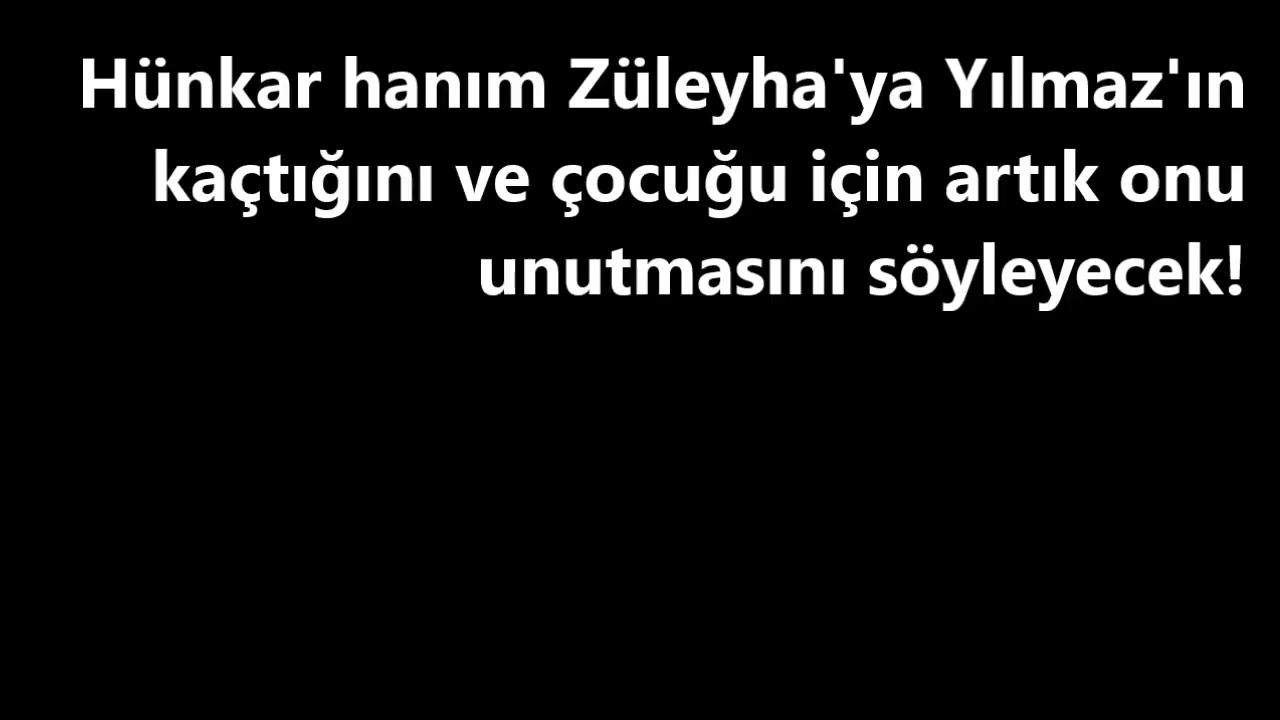 Hünkar hanım Züleyha'ya Yılmaz'ın
kaçtığını ve çocuğu için artık onu
unutmasını söyleyecek!